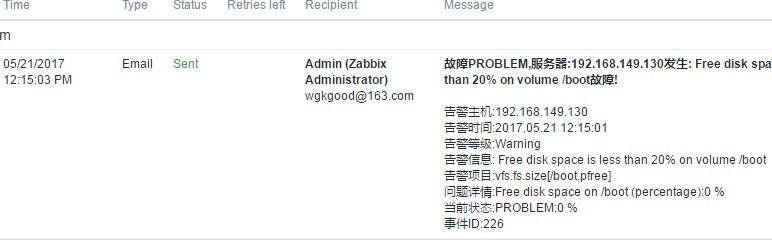 Time Type Status Retries left Recipient Message
m
05/21/2017 Email Sent Admin (Zabbix 故障PROBLEM,服务器:192.168.149.130发生: Free disk spa
12:15:03 PM Administrator) than 20% on volume /boot故障!
wgkgood@163.com
告警主机:192.168.149.130
告警时间:2017.05.21 12:15:01
告警等级:Warning
告警信息: Free disk space is less than 20% on volume /boot
告警项目:vfs.fs.size[/boot,pfree]
问题详情:Free disk space on /boot (percentage):0 %
当前状态:PROBLEM:0 %
事件ID:226